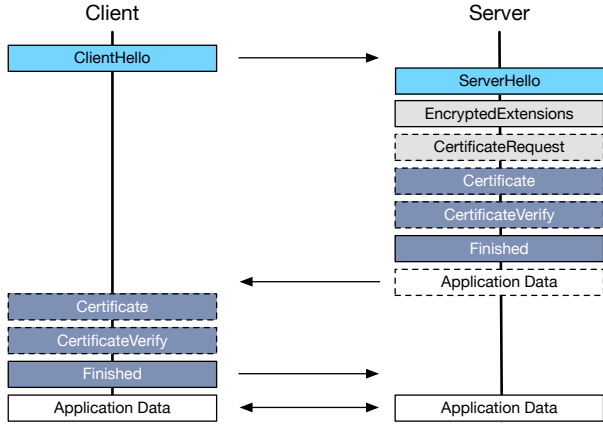 Client
Server
ClientHello
ServerHello
EncryptedExtensions
CertificateRequest
Certificate
CertificateVerify
Finished
Application Data
Certificate
CertificateVerify
Finished
Application Data
Application Data